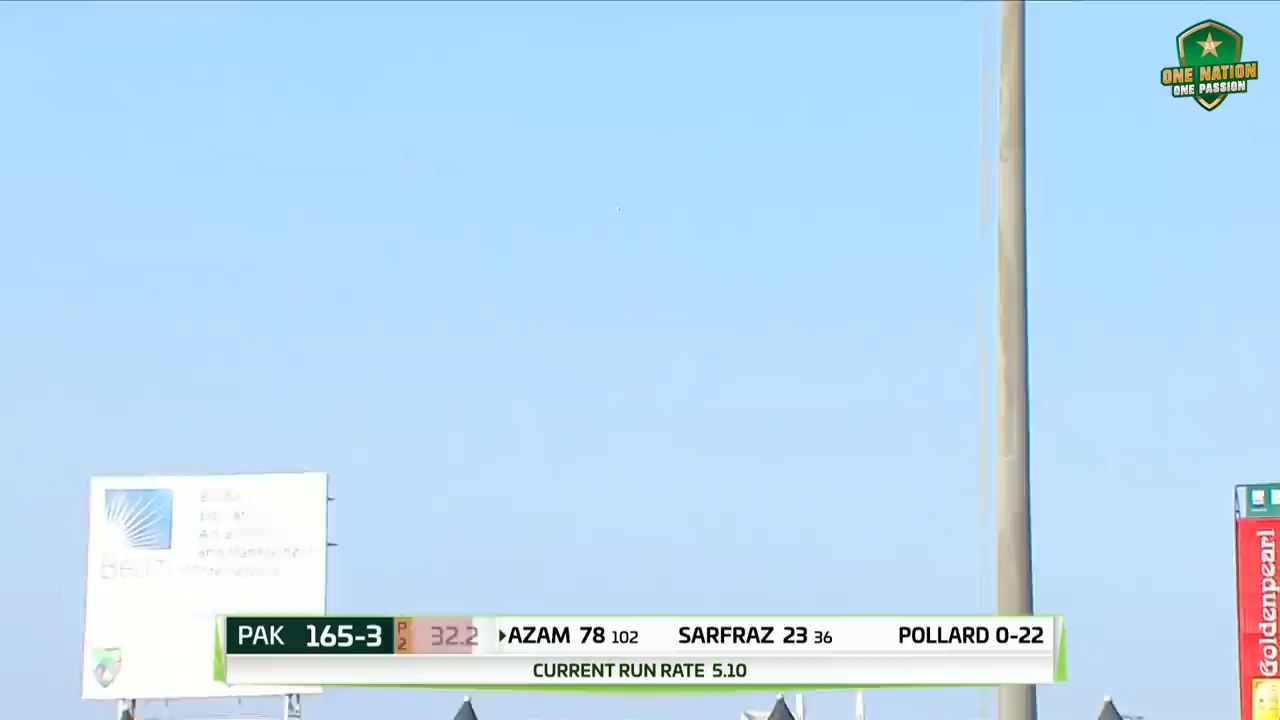 ONE NATION
ONE PASSION
Beam
Goldenpearl
PAK 165-3 P2 32.2 AZAM 78 102 SARFRAZ 23 36 POLLARD 0-22
CURRENT RUN RATE 5.10